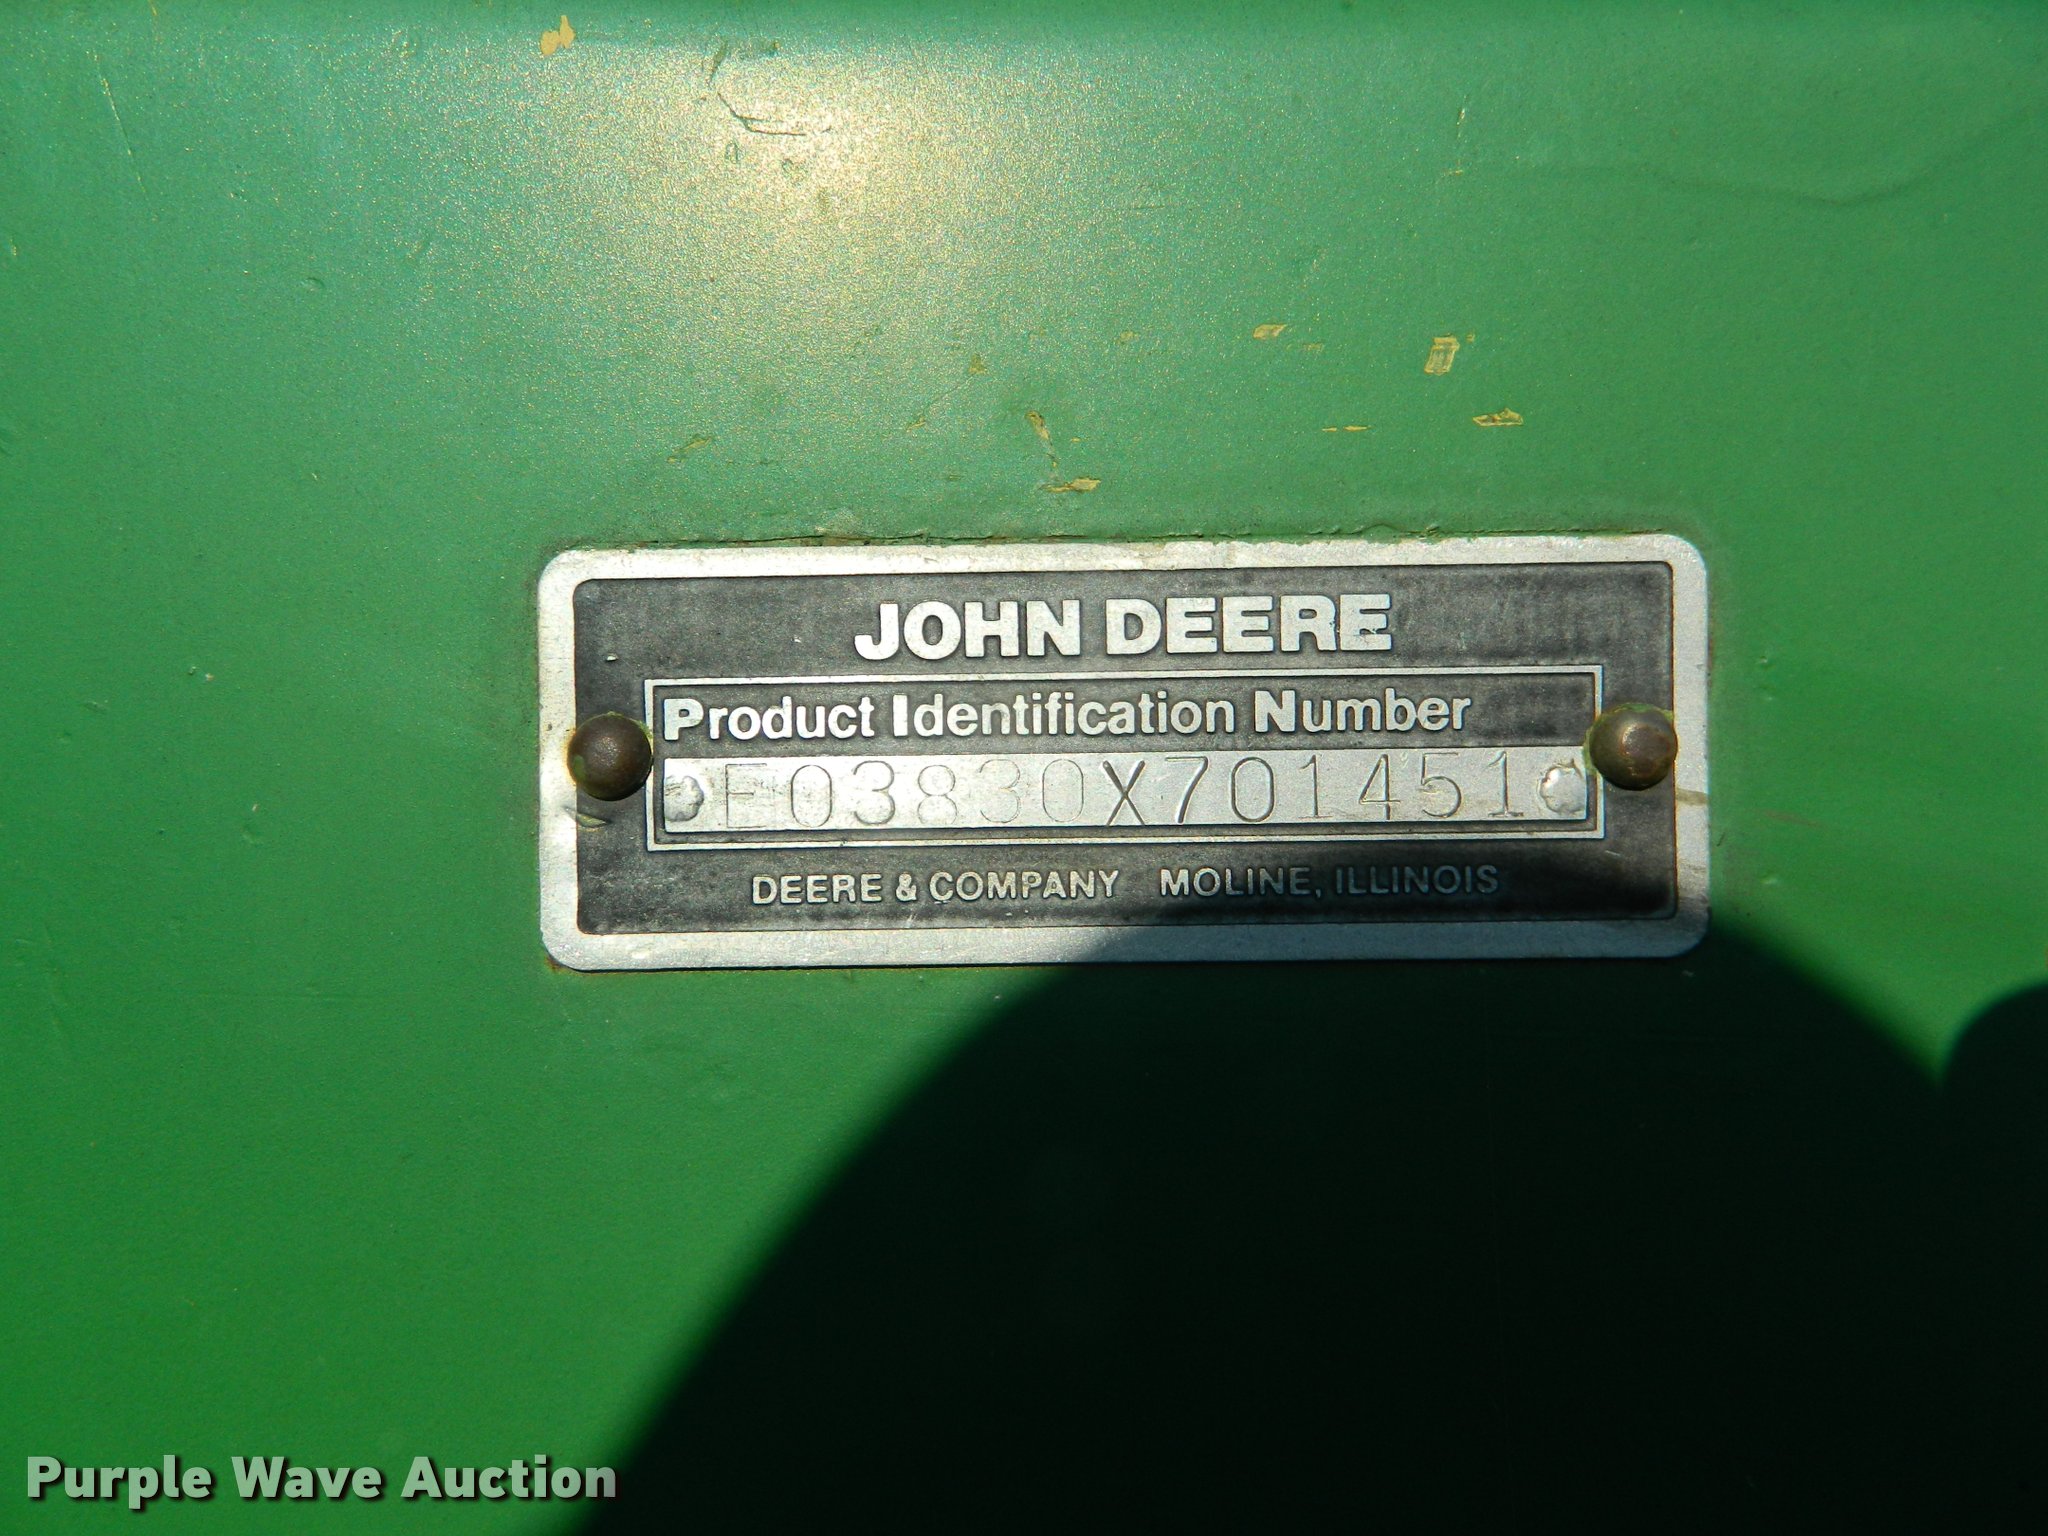 JOHN DEERE
Product Identification Number
E03830X701451
DEERE & COMPANY MOLINE, ILLINOIS
Purple Wave Auction